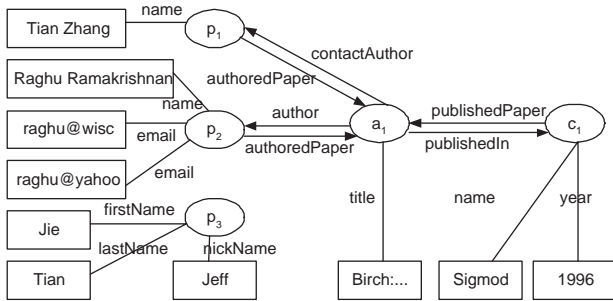 name
Tian Zhang
p1
contactAuthor
Raghu Ramakrishnan
authoredPaper
name
author
publishedPaper
raghu@wisc
email
p2
a1
c1
authoredPaper
publishedIn
raghu@yahoo
email
title
name
year
firstName
Jie
p3
lastName
nickName
Tian
Jeff
Birch:...
Sigmod
1996